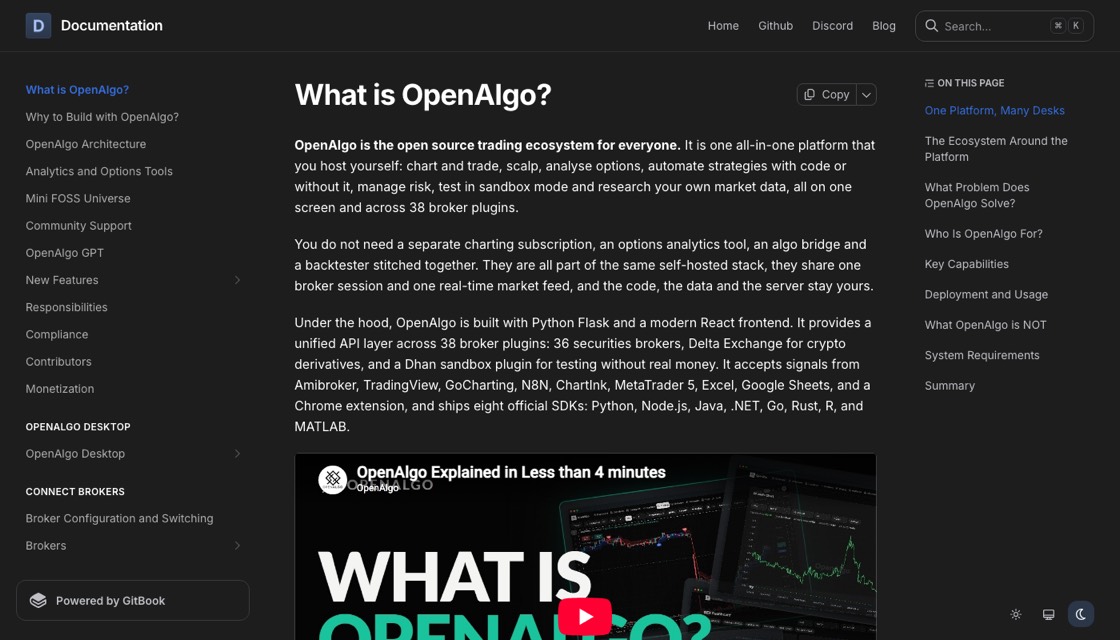 D Documentation
Home Github Discord Blog Search... ⌘ K
What is OpenAlgo?
Why to Build with OpenAlgo?
OpenAlgo Architecture
Analytics and Options Tools
Mini FOSS Universe
Community Support
OpenAlgo GPT
New Features
Responsibilities
Compliance
Contributors
Monetization
OPENALGO DESKTOP
OpenAlgo Desktop
CONNECT BROKERS
Broker Configuration and Switching
Brokers
Powered by GitBook
What is OpenAlgo?
Copy
OpenAlgo is the open source trading ecosystem for everyone. It is one all-in-one platform that
you host yourself: chart and trade, scalp, analyse options, automate strategies with code or
without it, manage risk, test in sandbox mode and research your own market data, all on one
screen and across 38 broker plugins.
You do not need a separate charting subscription, an options analytics tool, an algo bridge and
a backtester stitched together. They are all part of the same self-hosted stack, they share one
broker session and one real-time market feed, and the code, the data and the server stay yours.
Under the hood, OpenAlgo is built with Python Flask and a modern React frontend. It provides a
unified API layer across 38 broker plugins: 36 securities brokers, Delta Exchange for crypto
derivatives, and a Dhan sandbox plugin for testing without real money. It accepts signals from
Amibroker, TradingView, GoCharting, N8N, ChartInk, MetaTrader 5, Excel, Google Sheets, and a
Chrome extension, and ships eight official SDKs: Python, Node.js, Java, .NET, Go, Rust, R, and
MATLAB.
OpenAlgo Explained in Less than 4 minutes
OPENALGO
OpenAlgo
WHAT IS
OPENALGO?
ON THIS PAGE
One Platform, Many Desks
The Ecosystem Around the
Platform
What Problem Does
OpenAlgo Solve?
Who Is OpenAlgo For?
Key Capabilities
Deployment and Usage
What OpenAlgo is NOT
System Requirements
Summary